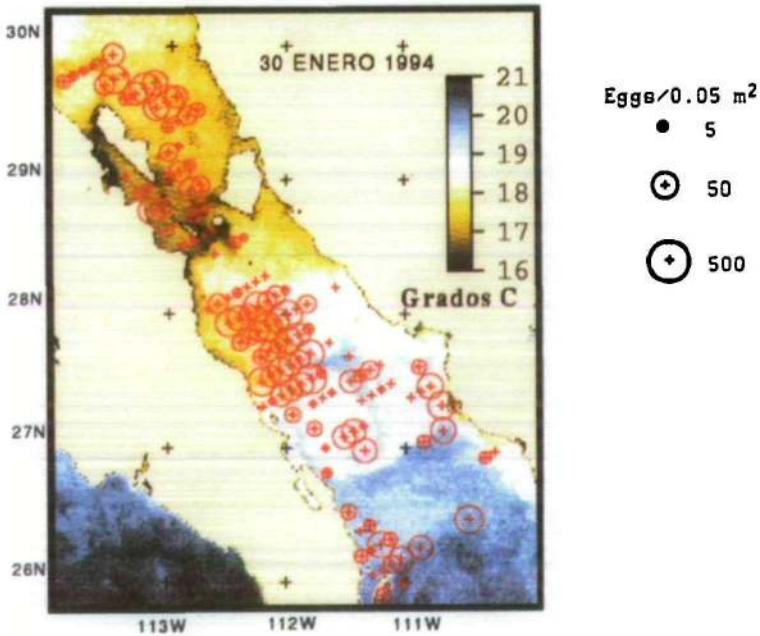 30N
30 ENERO 1994
21
20
19
18
17
16
Grados C
29N
28N
27N
26N
113W 112W 111W
Eggs/0.05 m²
5
50
500